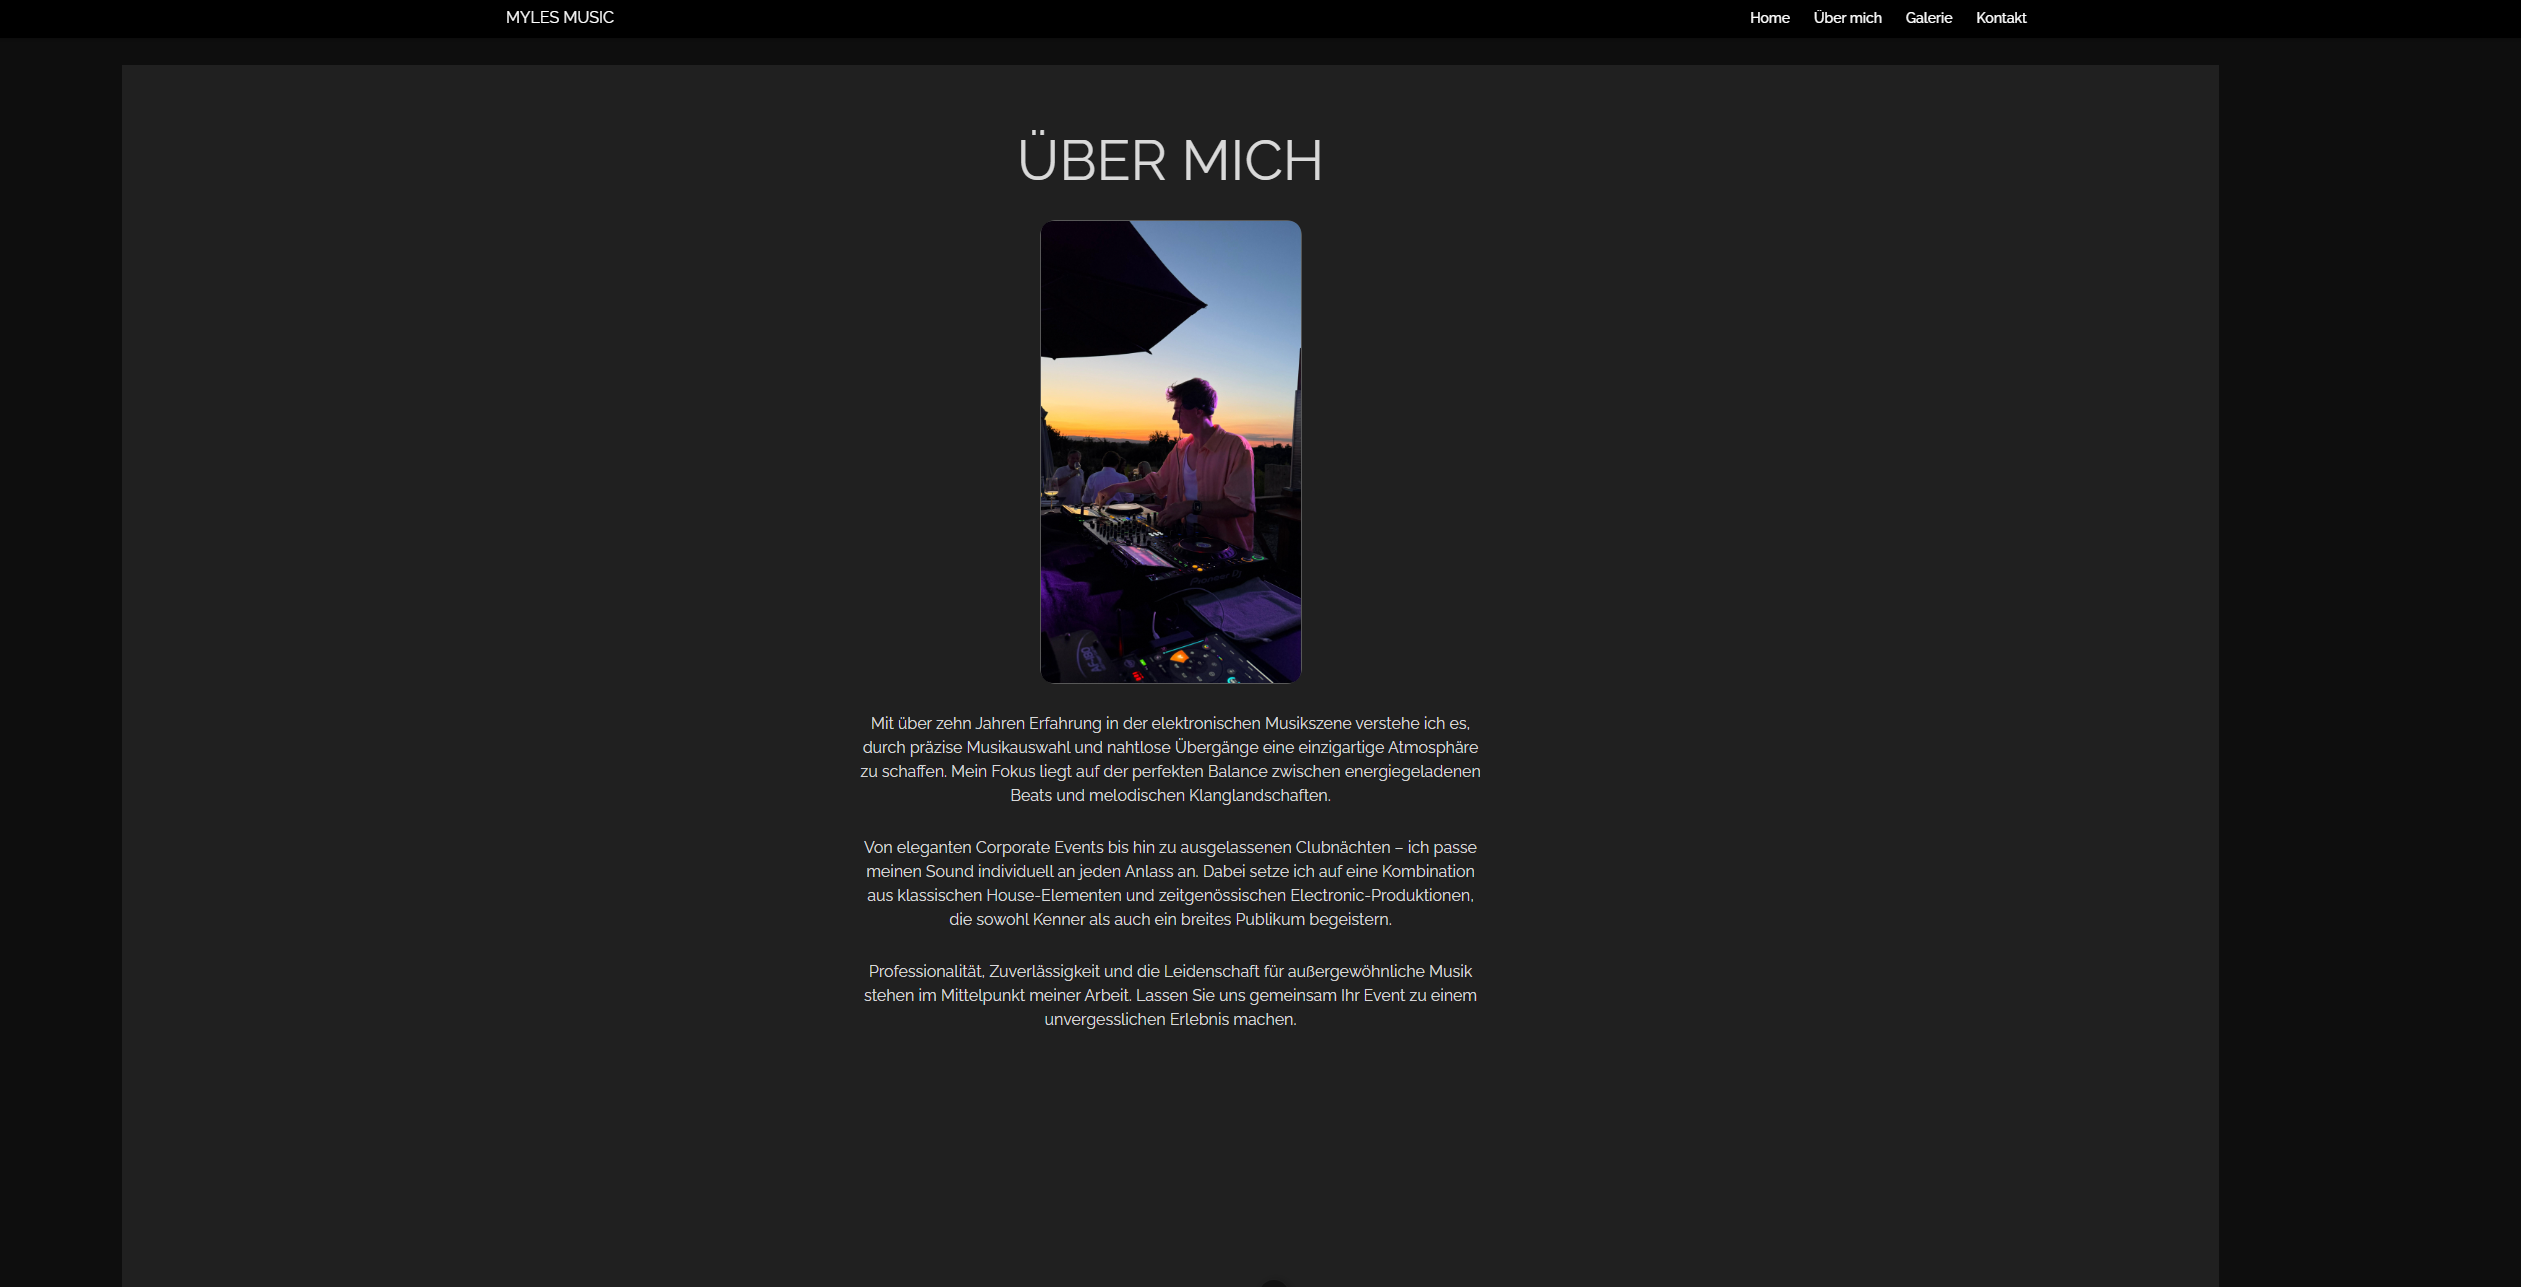 MYLES MUSIC
Home Über mich Galerie Kontakt
ÜBER MICH
Pioneer Dj
Mit über zehn Jahren Erfahrung in der elektronischen Musikszene verstehe ich es,
durch präzise Musikauswahl und nahtlose Übergänge eine einzigartige Atmosphäre
zu schaffen. Mein Fokus liegt auf der perfekten Balance zwischen energiegeladenen
Beats und melodischen Klanglandschaften.
Von eleganten Corporate Events bis hin zu ausgelassenen Clubnächten – ich passe
meinen Sound individuell an jeden Anlass an. Dabei setze ich auf eine Kombination
aus klassischen House-Elementen und zeitgenössischen Electronic-Produktionen,
die sowohl Kenner als auch ein breites Publikum begeistern.
Professionalität, Zuverlässigkeit und die Leidenschaft für außergewöhnliche Musik
stehen im Mittelpunkt meiner Arbeit. Lassen Sie uns gemeinsam Ihr Event zu einem
unvergesslichen Erlebnis machen.